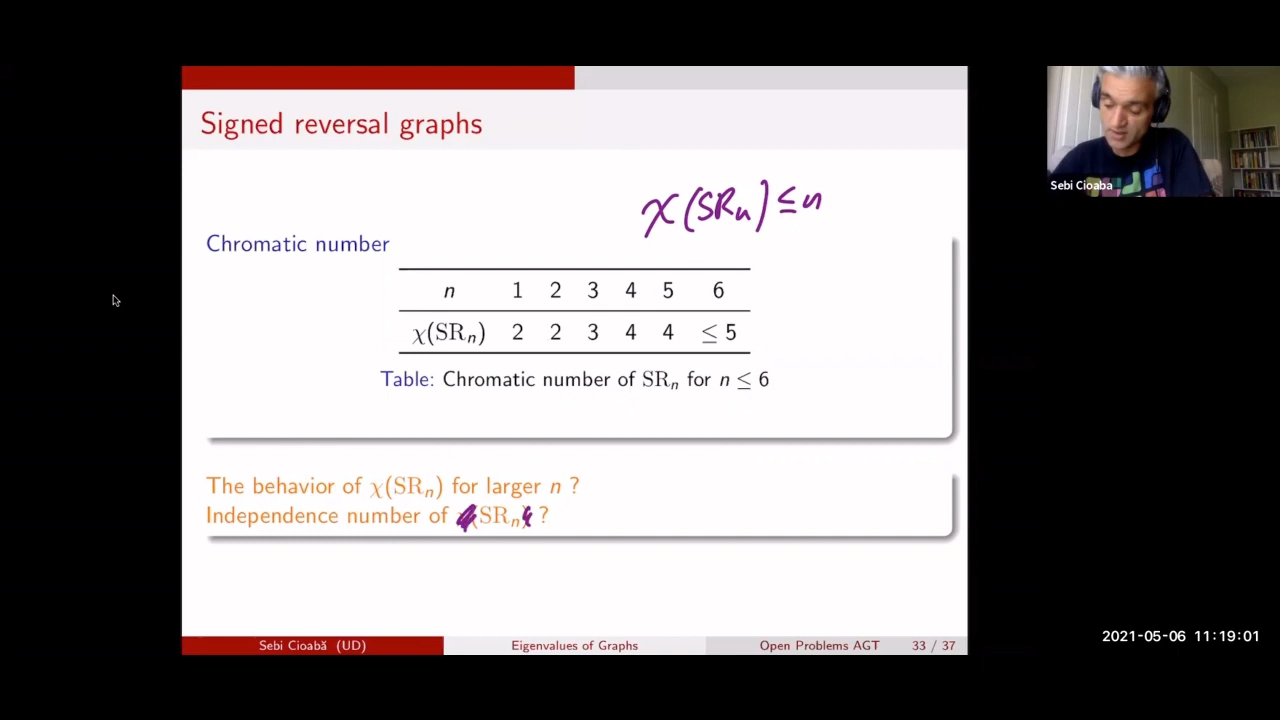 Signed reversal graphs
χ(SRn) ≤ n
Chromatic number
n 1 2 3 4 5 6
χ(SRn) 2 2 3 4 4 ≤ 5
Table: Chromatic number of SRn for n ≤ 6
The behavior of χ(SRn) for larger n ?
Independence number of SRn ?
Sebi Cioabă (UD) Eigenvalues of Graphs Open Problems AGT 33 / 37
Sebi Cioaba
2021-05-06 11:19:01